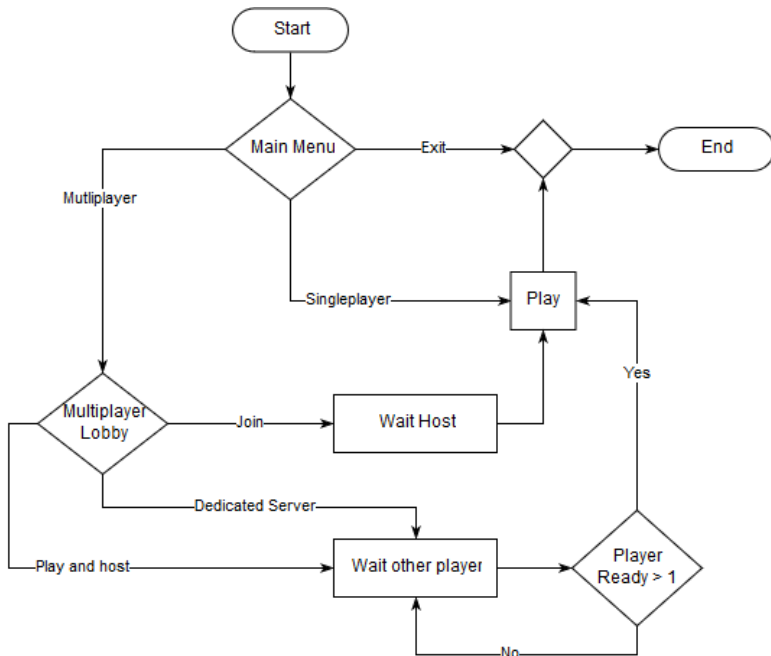 Start
Main Menu
Exit
End
Mutliplayer
Singleplayer
Play
Yes
Multiplayer
Lobby
Join
Wait Host
Dedicated Server
Play and host
Wait other player
Player
Ready > 1
No